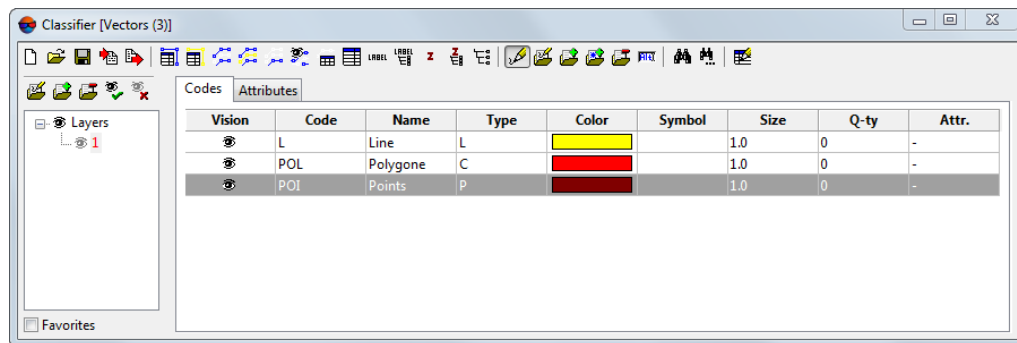 Classifier [Vectors (3)]
LABEL LABEL Z Z
Codes Attributes
Layers
1
Vision Code Name Type Color Symbol Size Q-ty Attr.
L Line L 1.0 0 -
POL Polygone C 1.0 0 -
POI Points P 1.0 0 -
Favorites